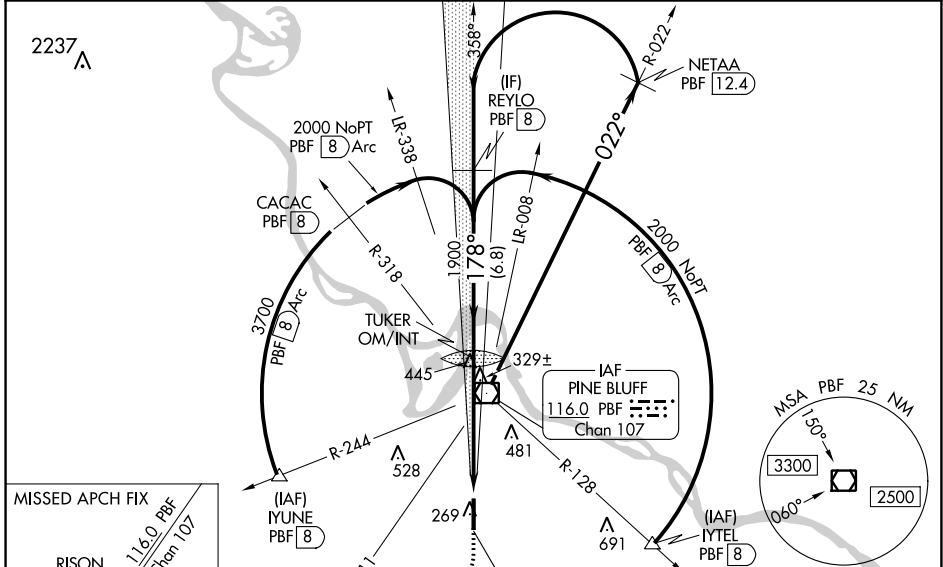 2237
358°
R-022
NETAA
PBF 12.4
(IF)
REYLO
PBF 8
2000 NoPT
PBF 8 Arc
LR-338
022°
CACAC
PBF 8
R-318
1900
178°
(6.8)
LR-008
2000 NoPT
PBF 8 Arc
3700
PBF 8 Arc
TUKER
OM/INT
445
329±
IAF
PINE BLUFF
116.0 PBF
Chan 107
MSA PBF 25 NM
150°
3300
2500
060°
R-244
528
481
R-128
(IAF)
IYUNE
PBF 8
269
691
(IAF)
IYTEL
PBF 8
MISSED APCH FIX
116.0 PBF
Chan 107
RISON